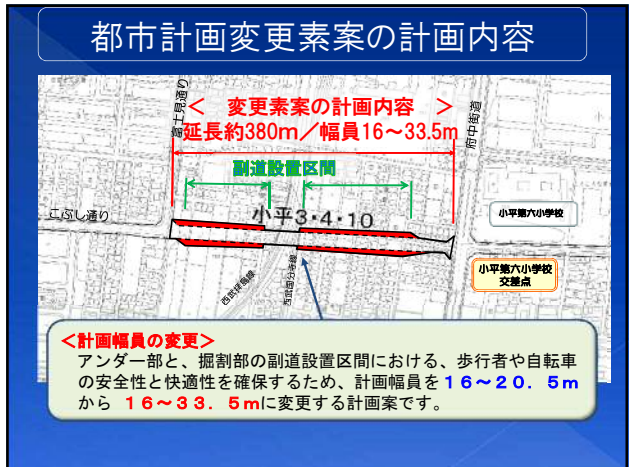 都市計画変更素案の計画内容
＜ 変更素案の計画内容 ＞
延長約380m／幅員16～33.5m
富士見通り
府中街道
副道設置区間
こぶし通り
小平3・4・10
小平第六小学校
小平第六小学校
交差点
西武拝島線
西武国分寺線
＜計画幅員の変更＞
アンダー部と、掘割部の副道設置区間における、歩行者や自転車
の安全性と快適性を確保するため、計画幅員を１６～２０．５ｍ
から １６～３３．５ｍに変更する計画案です。